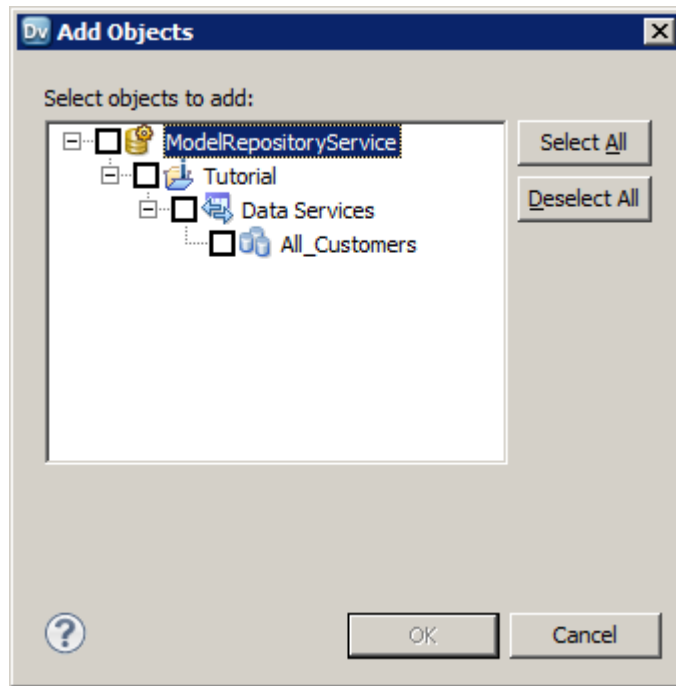 Dv Add Objects
Select objects to add:
ModelRepositoryService
Tutorial
Data Services
All_Customers
Select All
Deselect All
?
OK
Cancel